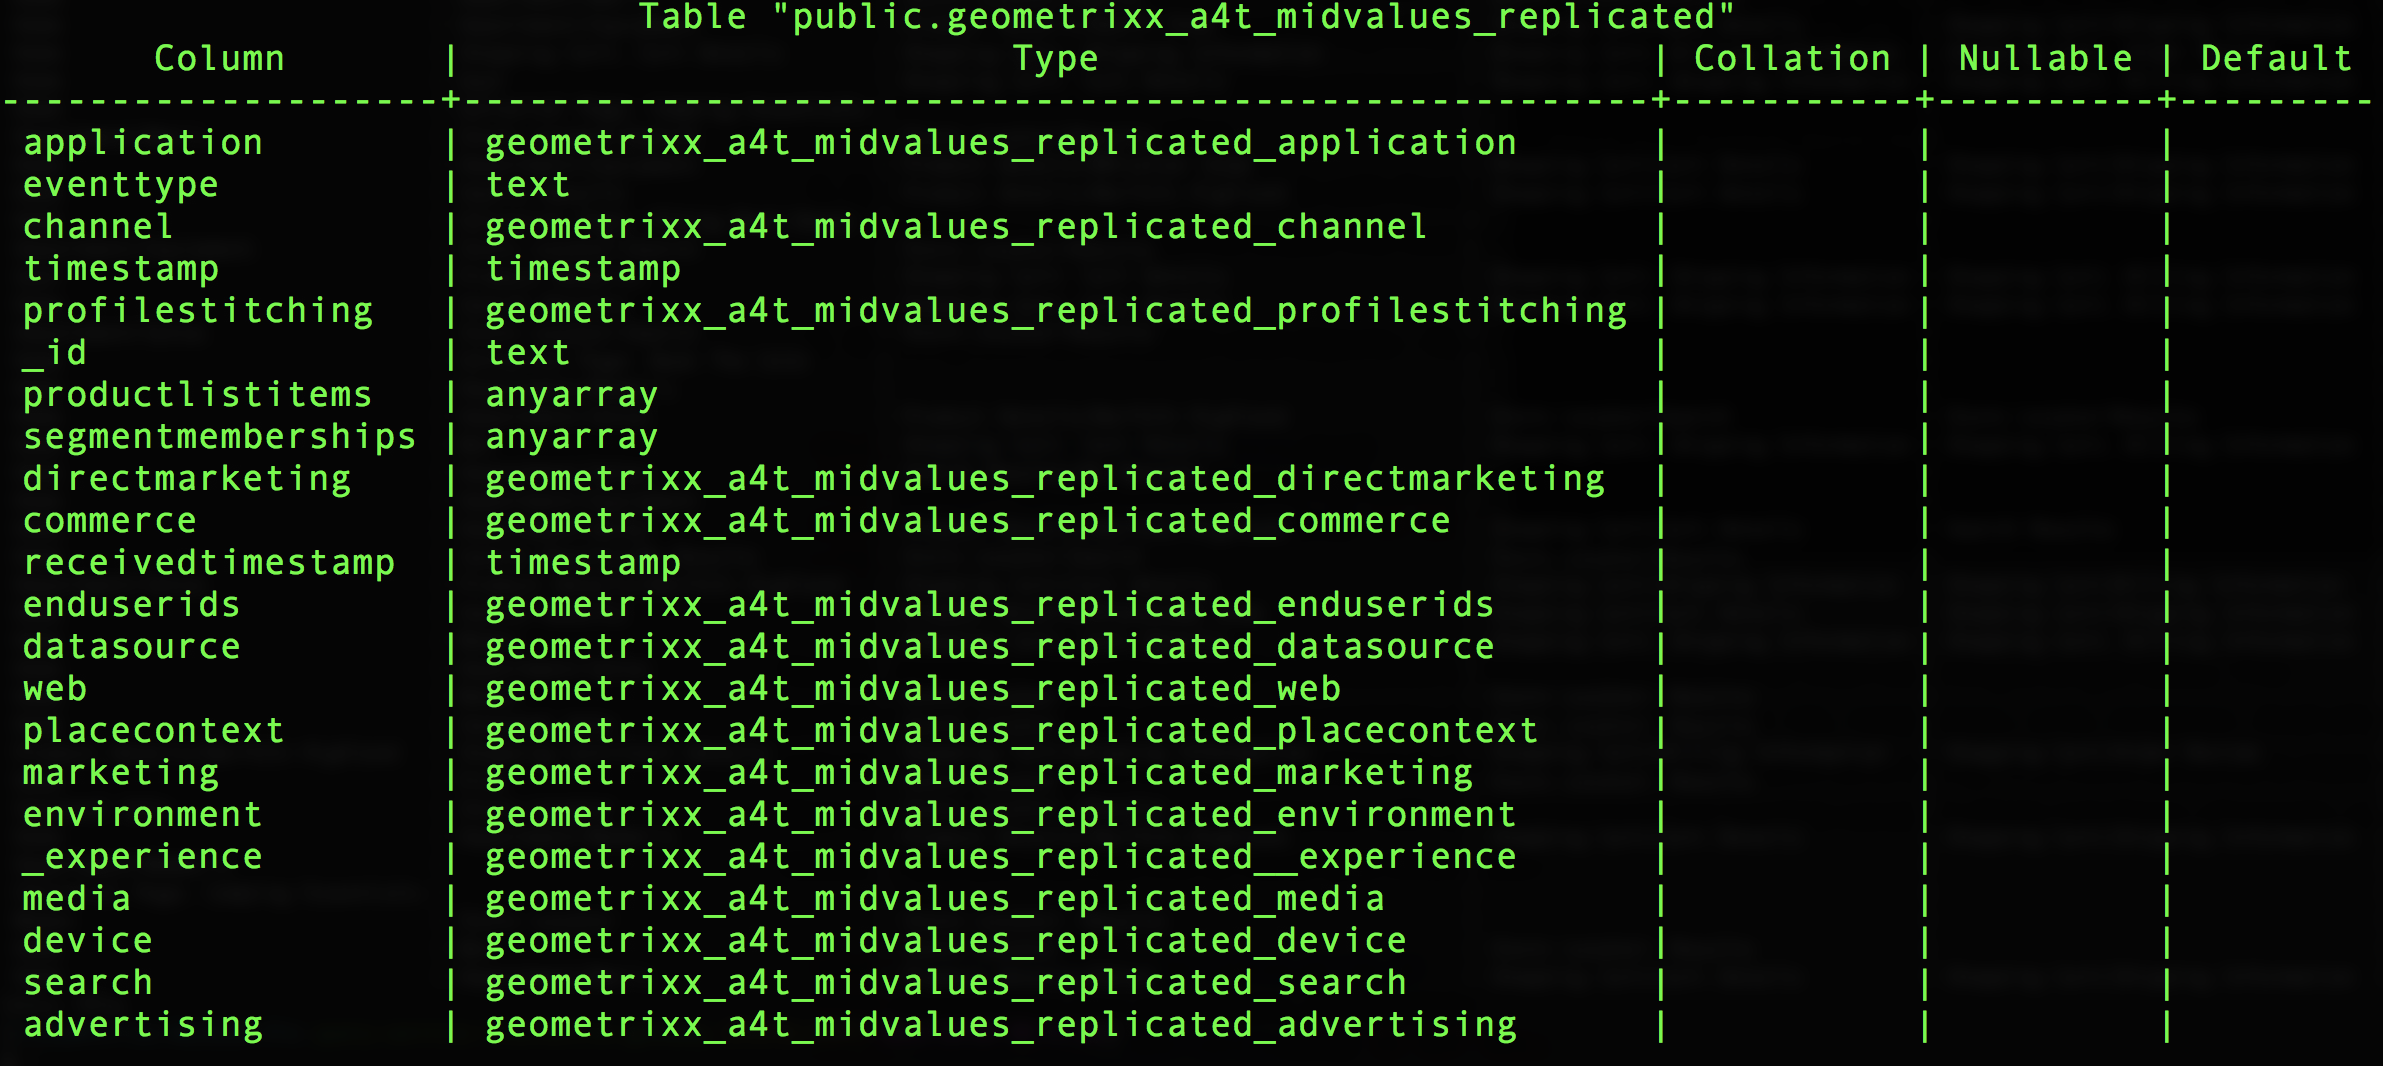 Table "public.geometrixx_a4t_midvalues_replicated"
Column | Type | Collation | Nullable | Default
--------------------+-------------------------------------------------------+-----------+----------+---------
application | geometrixx_a4t_midvalues_replicated_application | | |
eventtype | text | | |
channel | geometrixx_a4t_midvalues_replicated_channel | | |
timestamp | timestamp | | |
profilestitching | geometrixx_a4t_midvalues_replicated_profilestitching | | |
_id | text | | |
productlistitems | anyarray | | |
segmentmemberships | anyarray | | |
directmarketing | geometrixx_a4t_midvalues_replicated_directmarketing | | |
commerce | geometrixx_a4t_midvalues_replicated_commerce | | |
receivedtimestamp | timestamp | | |
enduserids | geometrixx_a4t_midvalues_replicated_enduserids | | |
datasource | geometrixx_a4t_midvalues_replicated_datasource | | |
web | geometrixx_a4t_midvalues_replicated_web | | |
placecontext | geometrixx_a4t_midvalues_replicated_placecontext | | |
marketing | geometrixx_a4t_midvalues_replicated_marketing | | |
environment | geometrixx_a4t_midvalues_replicated_environment | | |
_experience | geometrixx_a4t_midvalues_replicated__experience | | |
media | geometrixx_a4t_midvalues_replicated_media | | |
device | geometrixx_a4t_midvalues_replicated_device | | |
search | geometrixx_a4t_midvalues_replicated_search | | |
advertising | geometrixx_a4t_midvalues_replicated_advertising | | |